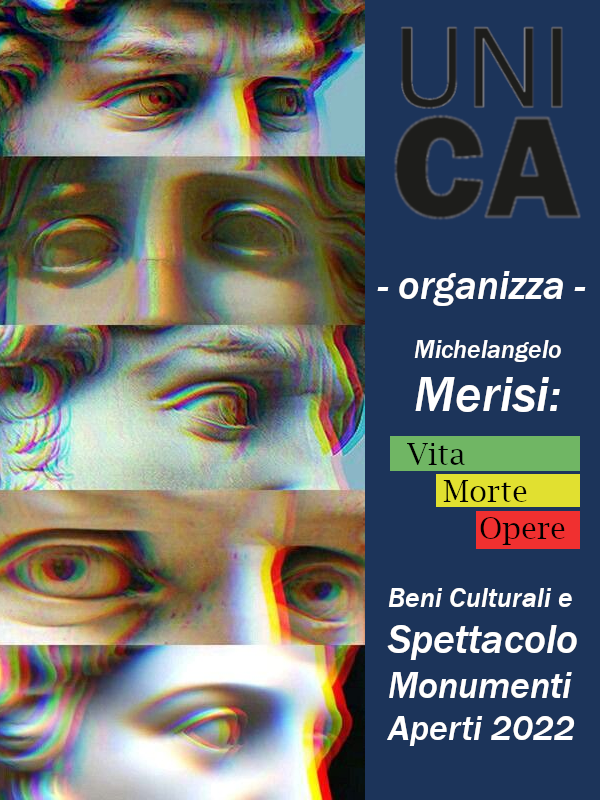 UNI
CA
- organizza -
Michelangelo
Merisi:
Vita
Morte
Opere
Beni Culturali e
Spettacolo
Monumenti
Aperti 2022